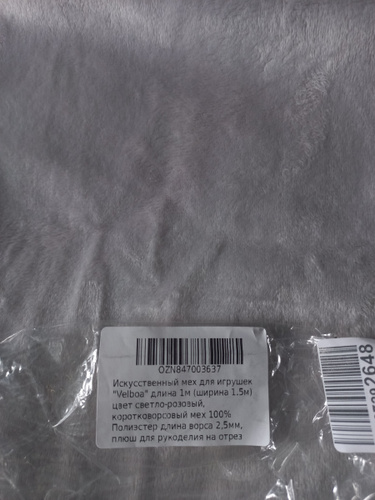 OZN847003637
Искусственный мех для игрушек
"Velboa" длина 1м (ширина 1.5м)
цвет светло-розовый,
коротковорсовый мех 100%
Полиэстер длина ворса 2,5мм,
плюш для рукоделия на отрез